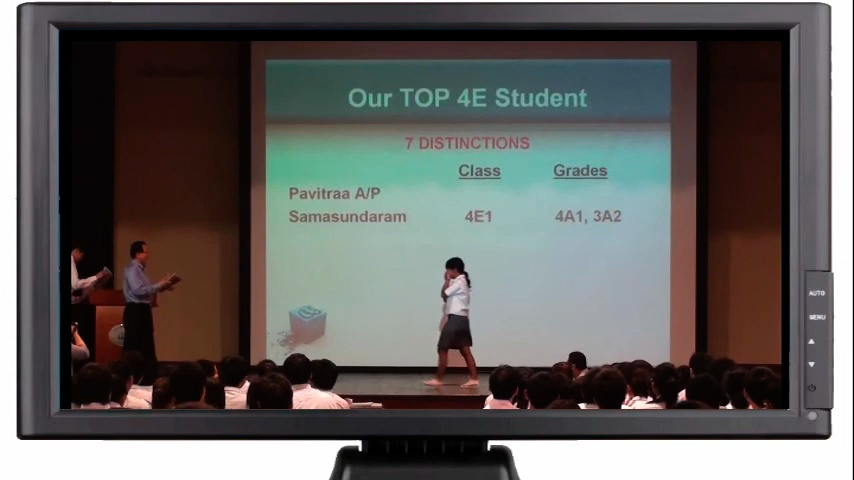 Our TOP 4E Student
7 DISTINCTIONS
Class Grades
Pavitraa A/P
Samasundaram 4E1 4A1, 3A2
AUTO
MENU